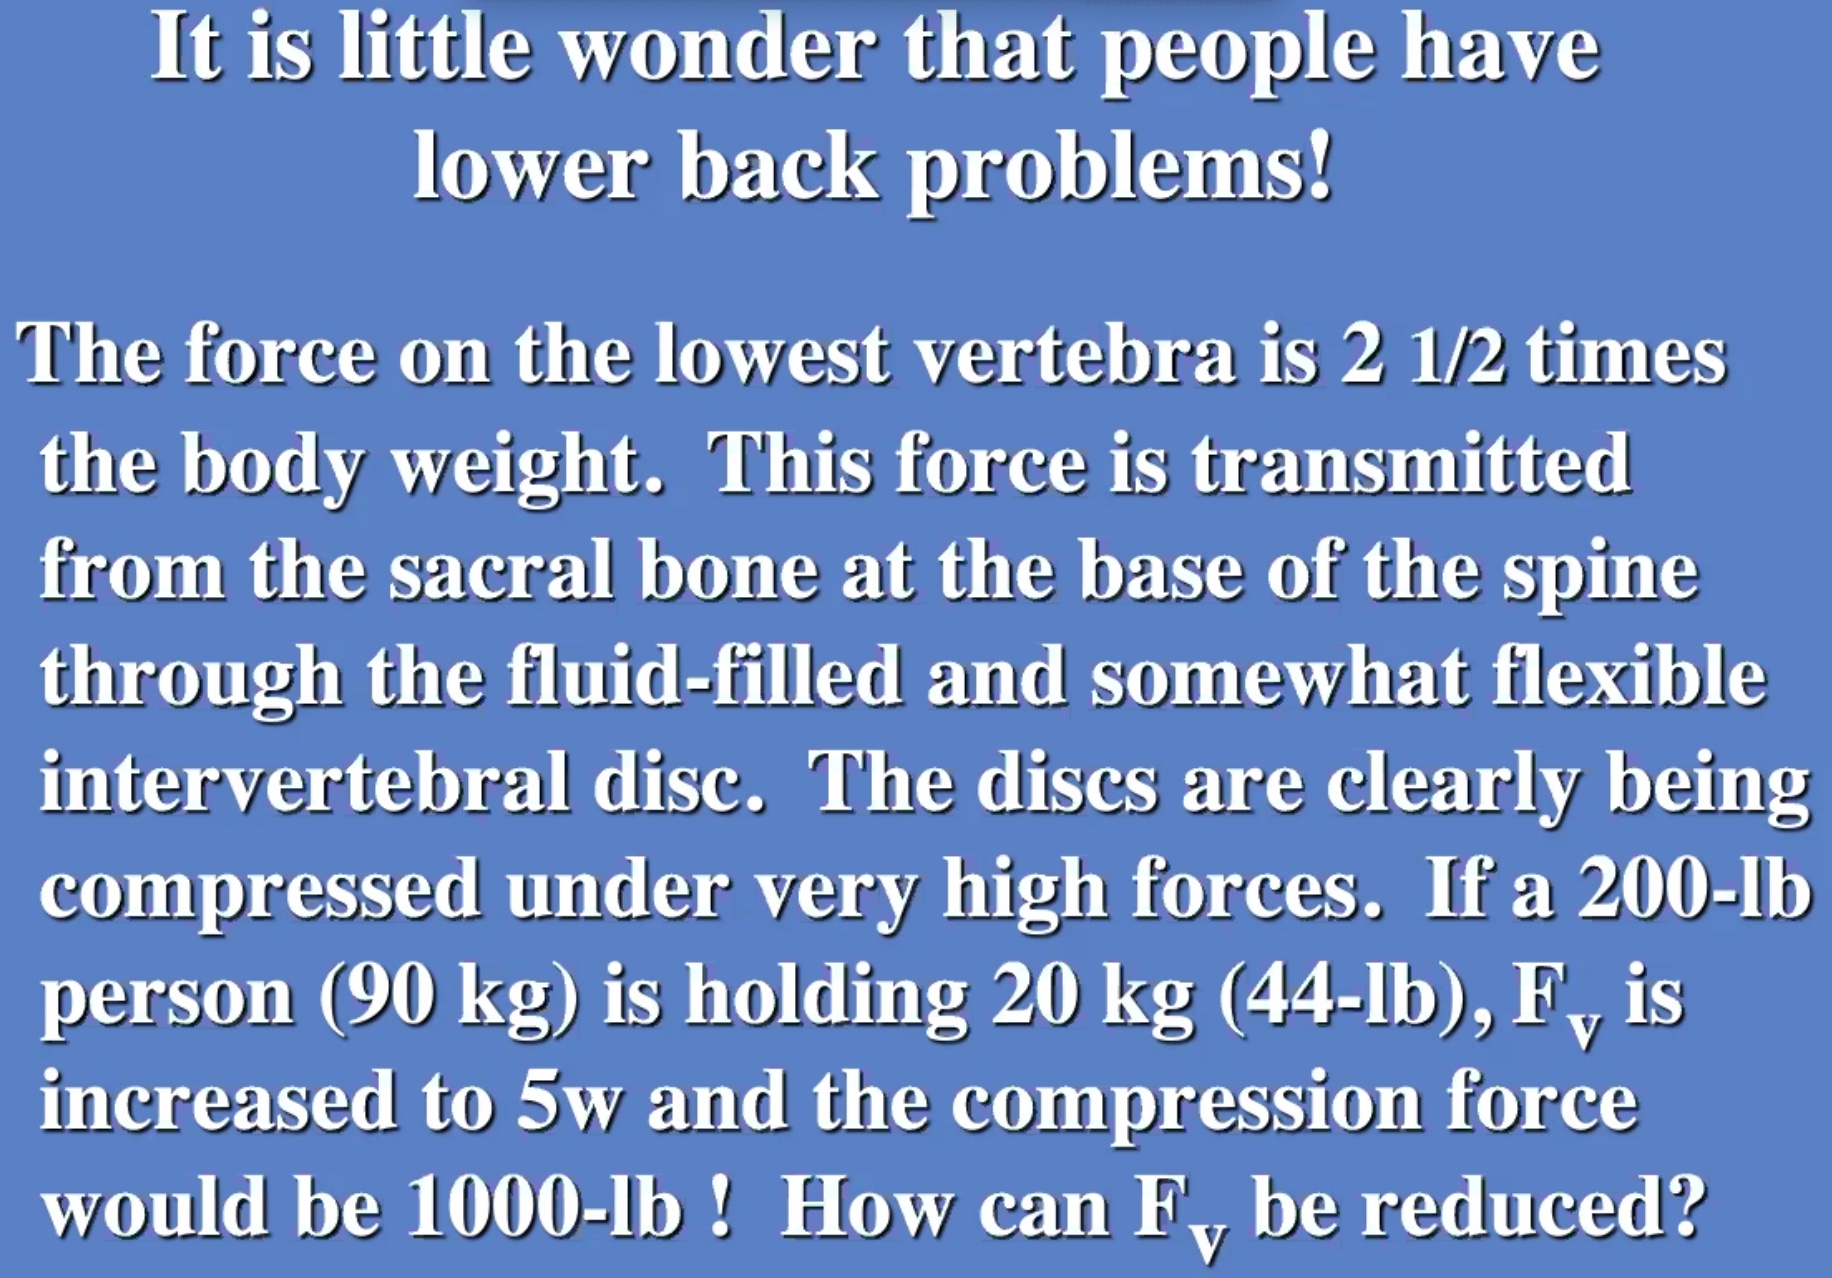 It is little wonder that people have
lower back problems!
The force on the lowest vertebra is 2 1/2 times
the body weight. This force is transmitted
from the sacral bone at the base of the spine
through the fluid-filled and somewhat flexible
intervertebral disc. The discs are clearly being
compressed under very high forces. If a 200-lb
person (90 kg) is holding 20 kg (44-lb), Fv is
increased to 5w and the compression force
would be 1000-lb ! How can Fv be reduced?